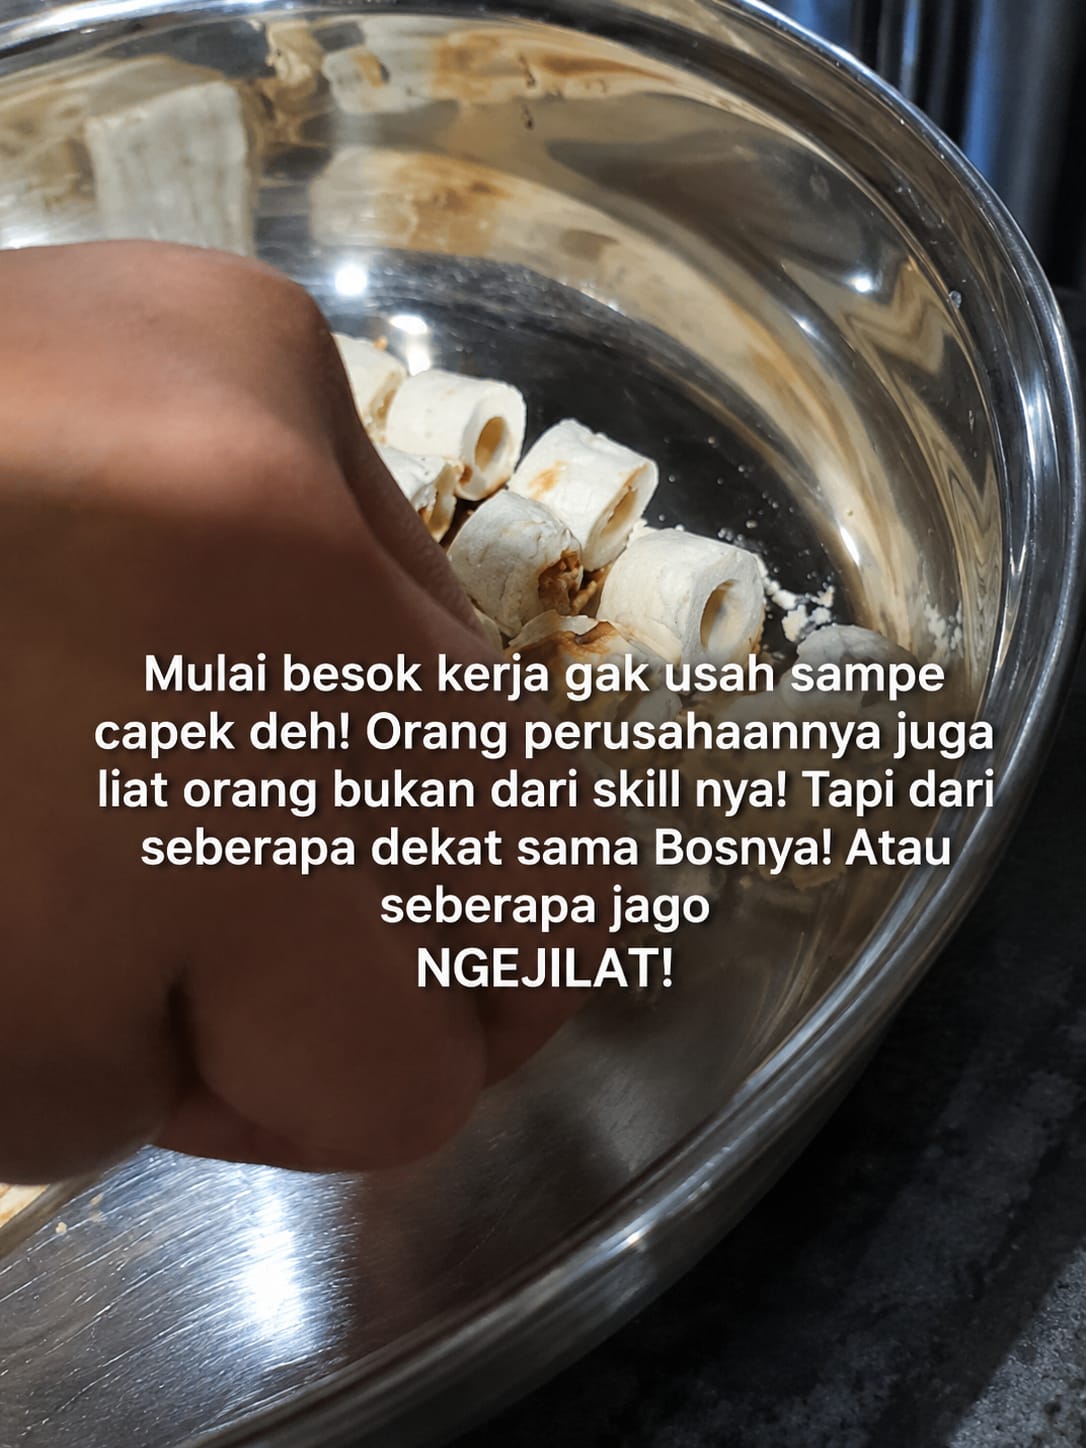 Mulai besok kerja gak usah sampe
capek deh! Orang perusahaannya juga
liat orang bukan dari skill nya! Tapi dari
seberapa dekat sama Bosnya! Atau
seberapa jago
NGEJILAT!